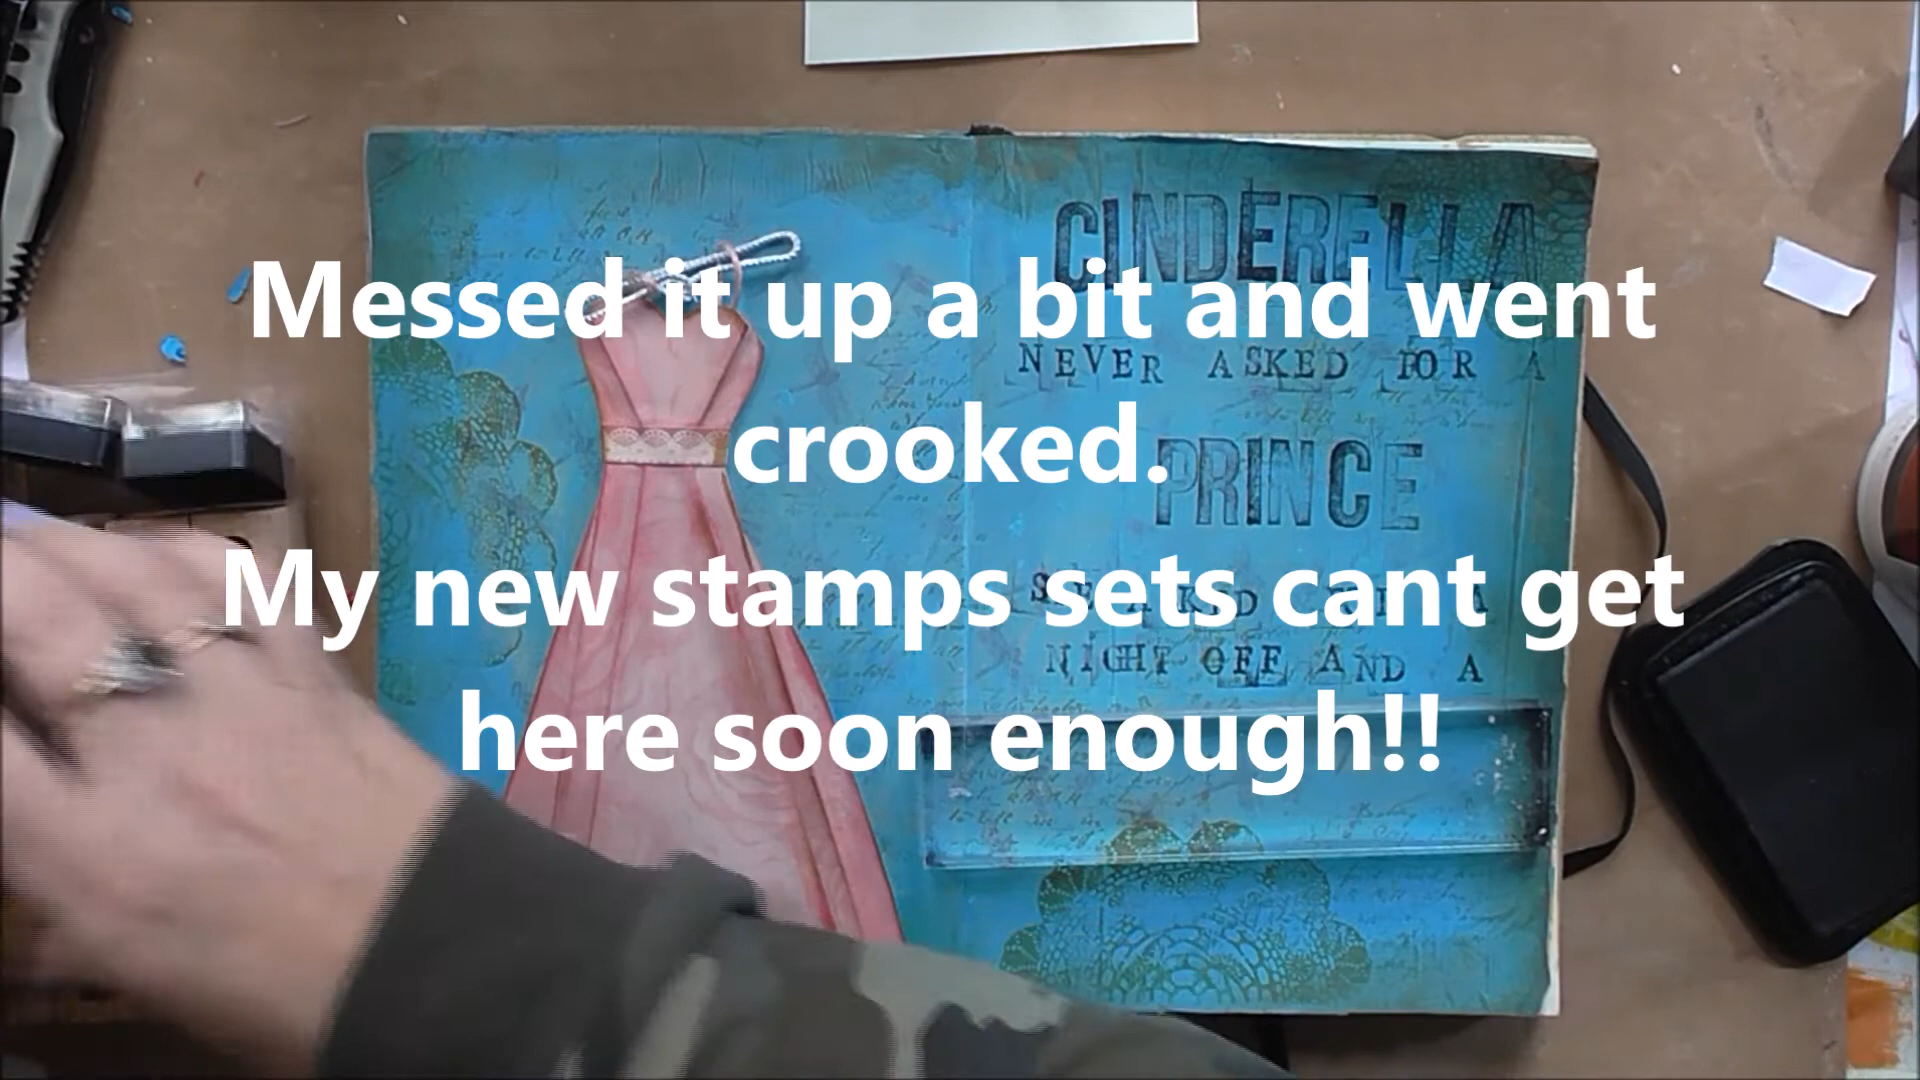 CINDERELLA
Messed it up a bit and went
NEVER ASKED FOR A
crooked.
PRINCE
My new stamps sets cant get
NIGHT OFF AND A
here soon enough!!